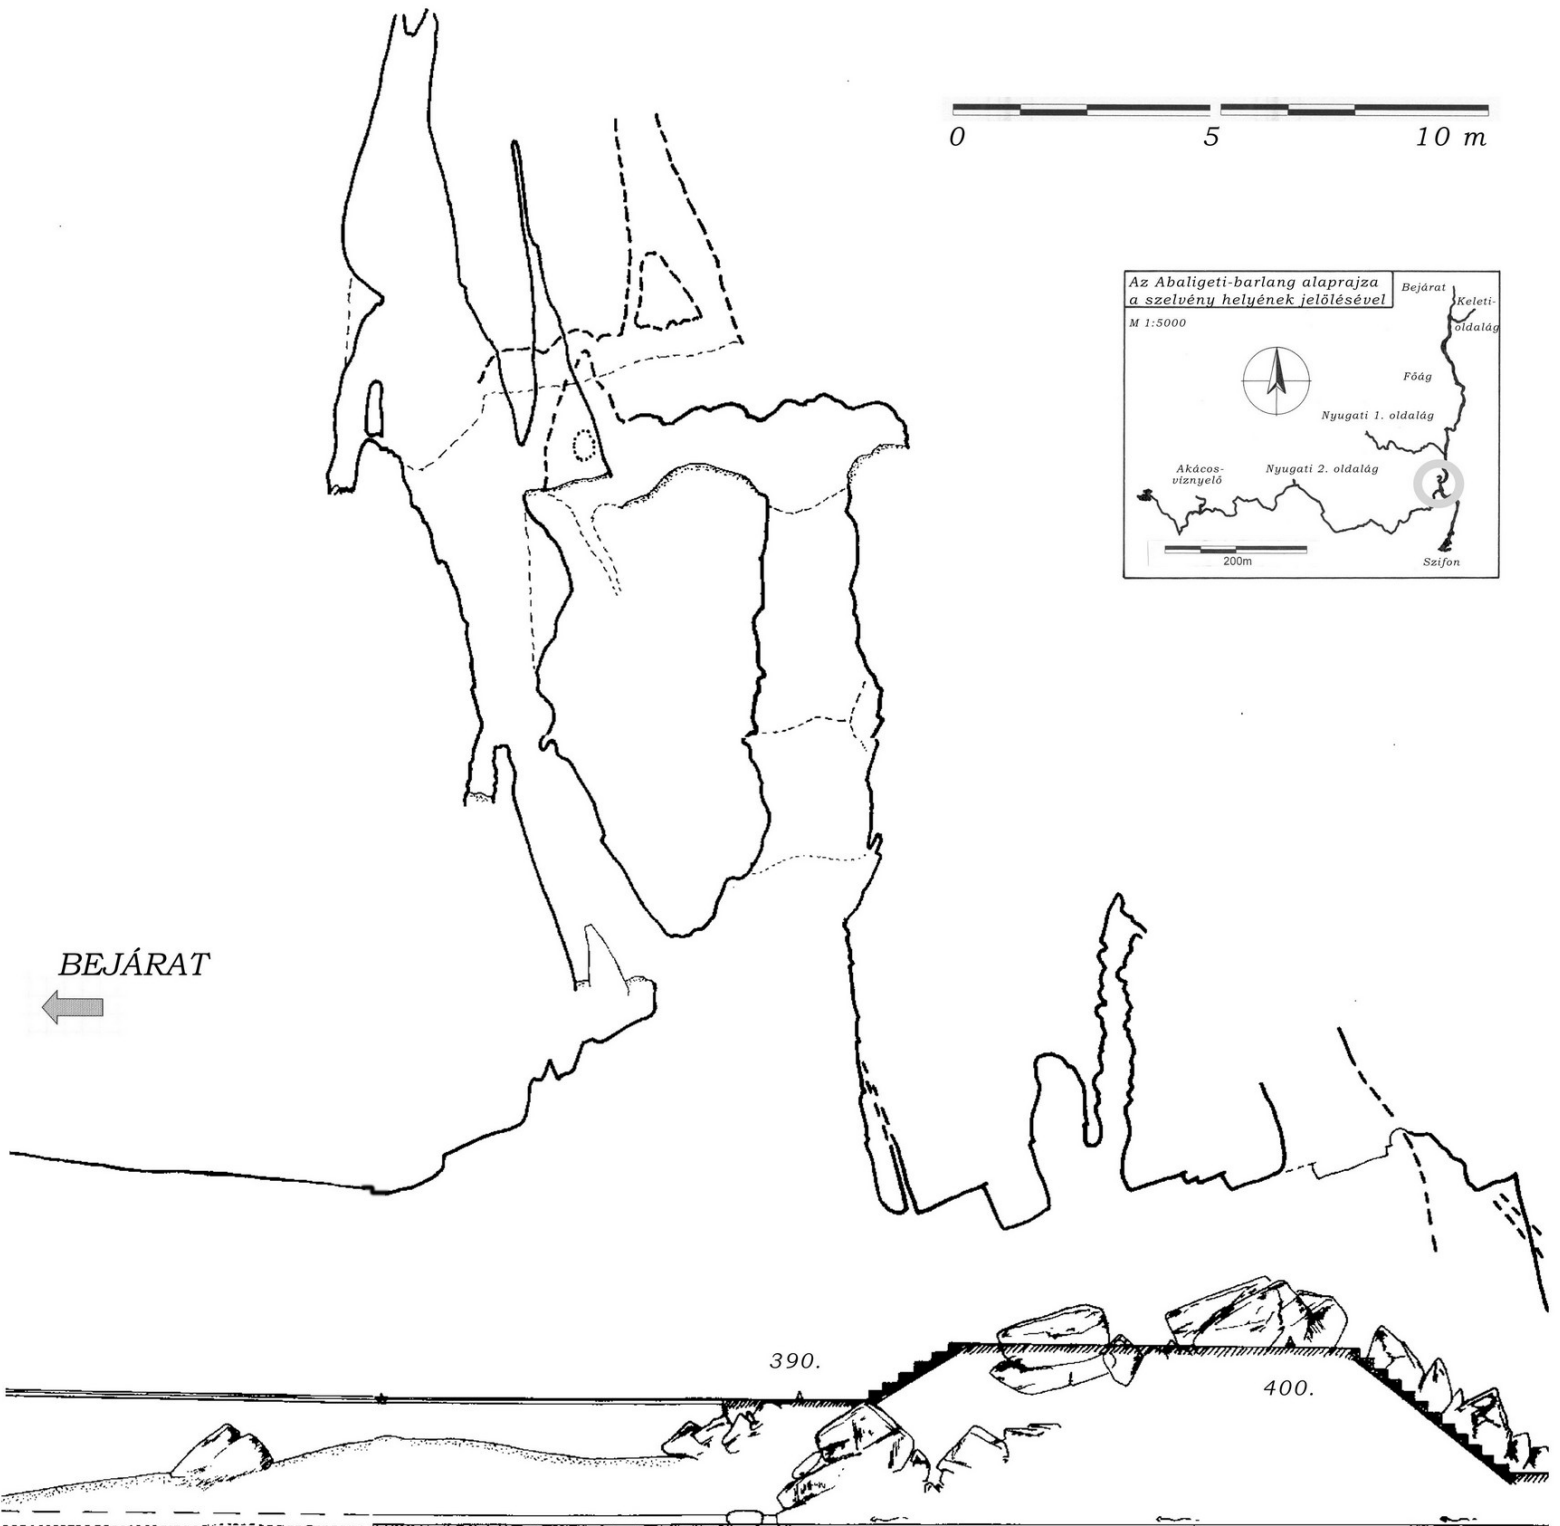 0 5 10 m
Az Abaligeti-barlang alaprajza
a szelvény helyének jelölésével
M 1:5000
Bejárat
Keleti-
oldalág
Főág
Nyugati 1. oldalág
Akácos-
víznyelő
Nyugati 2. oldalág
200m
Szifon
BEJÁRAT
390.
400.